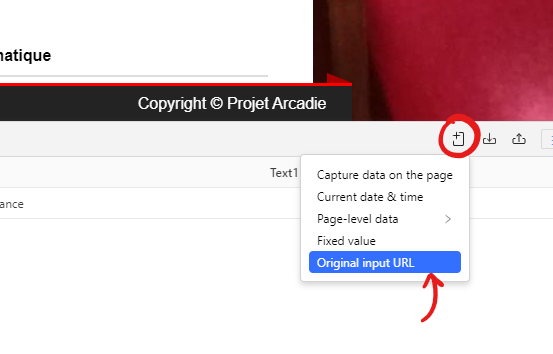 natique
Copyright © Projet Arcadie
Text1
Capture data on the page
ance
Current date & time
Page-level data
Fixed value
Original input URL